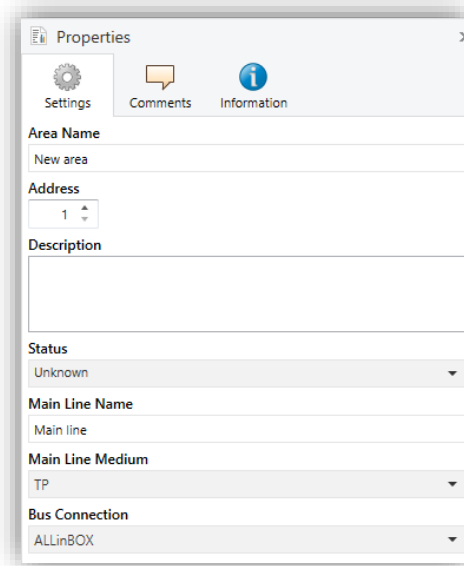 Properties
Settings Comments Information
Area Name
New area
Address
1
Description
Status
Unknown
Main Line Name
Main line
Main Line Medium
TP
Bus Connection
ALLinBOX